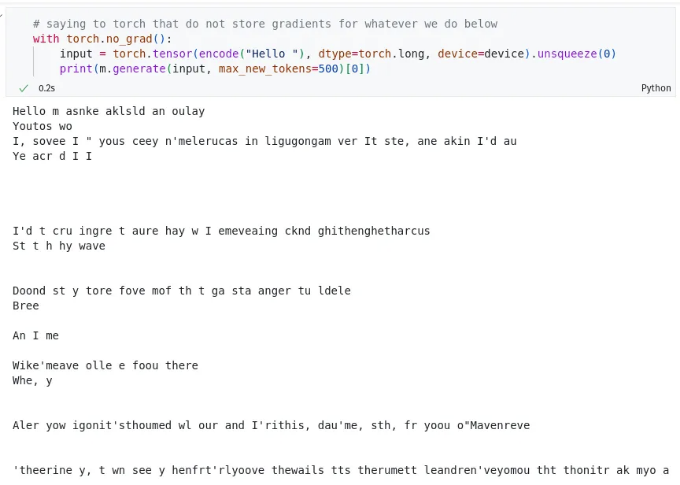 # saying to torch that do not store gradients for whatever we do below
with torch.no_grad():
    input = torch.tensor(encode("Hello "), dtype=torch.long, device=device).unsqueeze(0)
    print(m.generate(input, max_new_tokens=500)[0])
0.2s Python
Hello m asnke aklsld an oulay
Youtos wo
I, sovee I " yous ceey n'melerucas in ligugongam ver It ste, ane akin I'd au
Ye acr d I I
I'd t cru ingre t aure hay w I emeveaing cknd ghithenghetharcus
St t h hy wave
Doond st y tore fove mof th t ga sta anger tu ldele
Bree
An I me
Wike'meave olle e foou there
Whe, y
Aler yow igonit'sthoumed wl our and I'rithis, dau'me, sth, fr yoou o"Mavenreve
'theerine y, t wn see y henfrt'rlyoove thewails tts therumett leandren'veyomou tht thonitr ak myo a